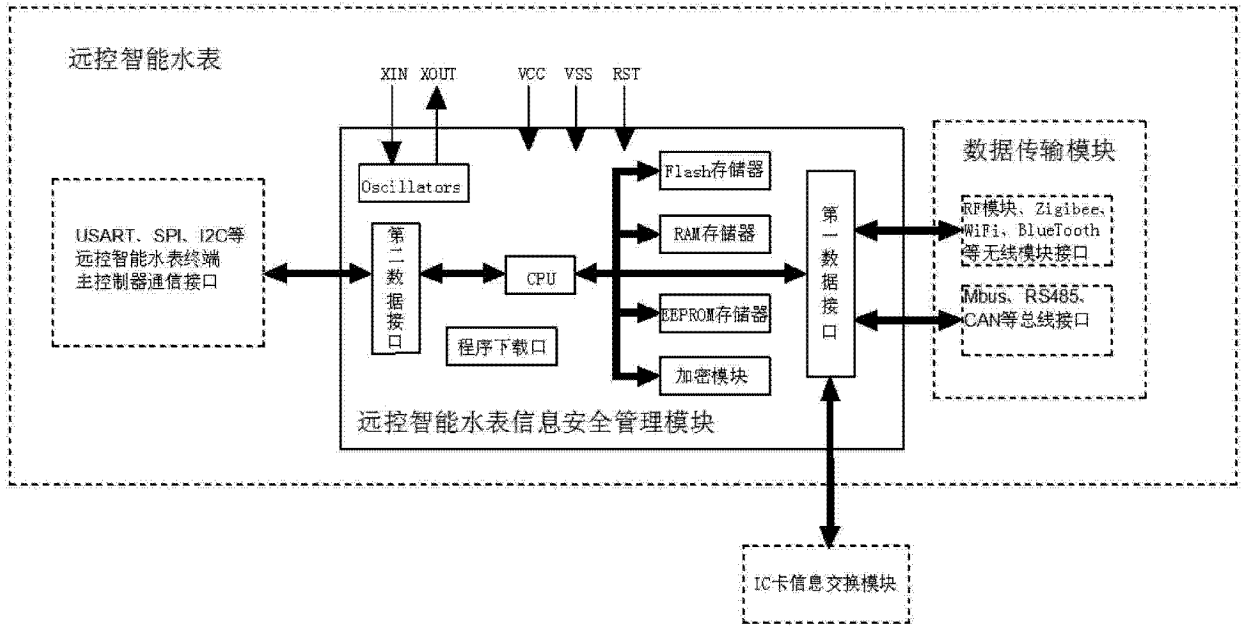 远控智能水表
XIN XOUT VCC VSS RST
Oscillators
USART、SPI、I2C等
远控智能水表终端
主控制器通信接口
第二数据接口
CPU
程序下载口
Flash存储器
RAM存储器
EEPROM存储器
加密模块
第一数据接口
远控智能水表信息安全管理模块
数据传输模块
RF模块、Zigibee、
WiFi、BlueTooth
等无线模块接口
Mbus、RS485、
CAN等总线接口
IC卡信息交换模块